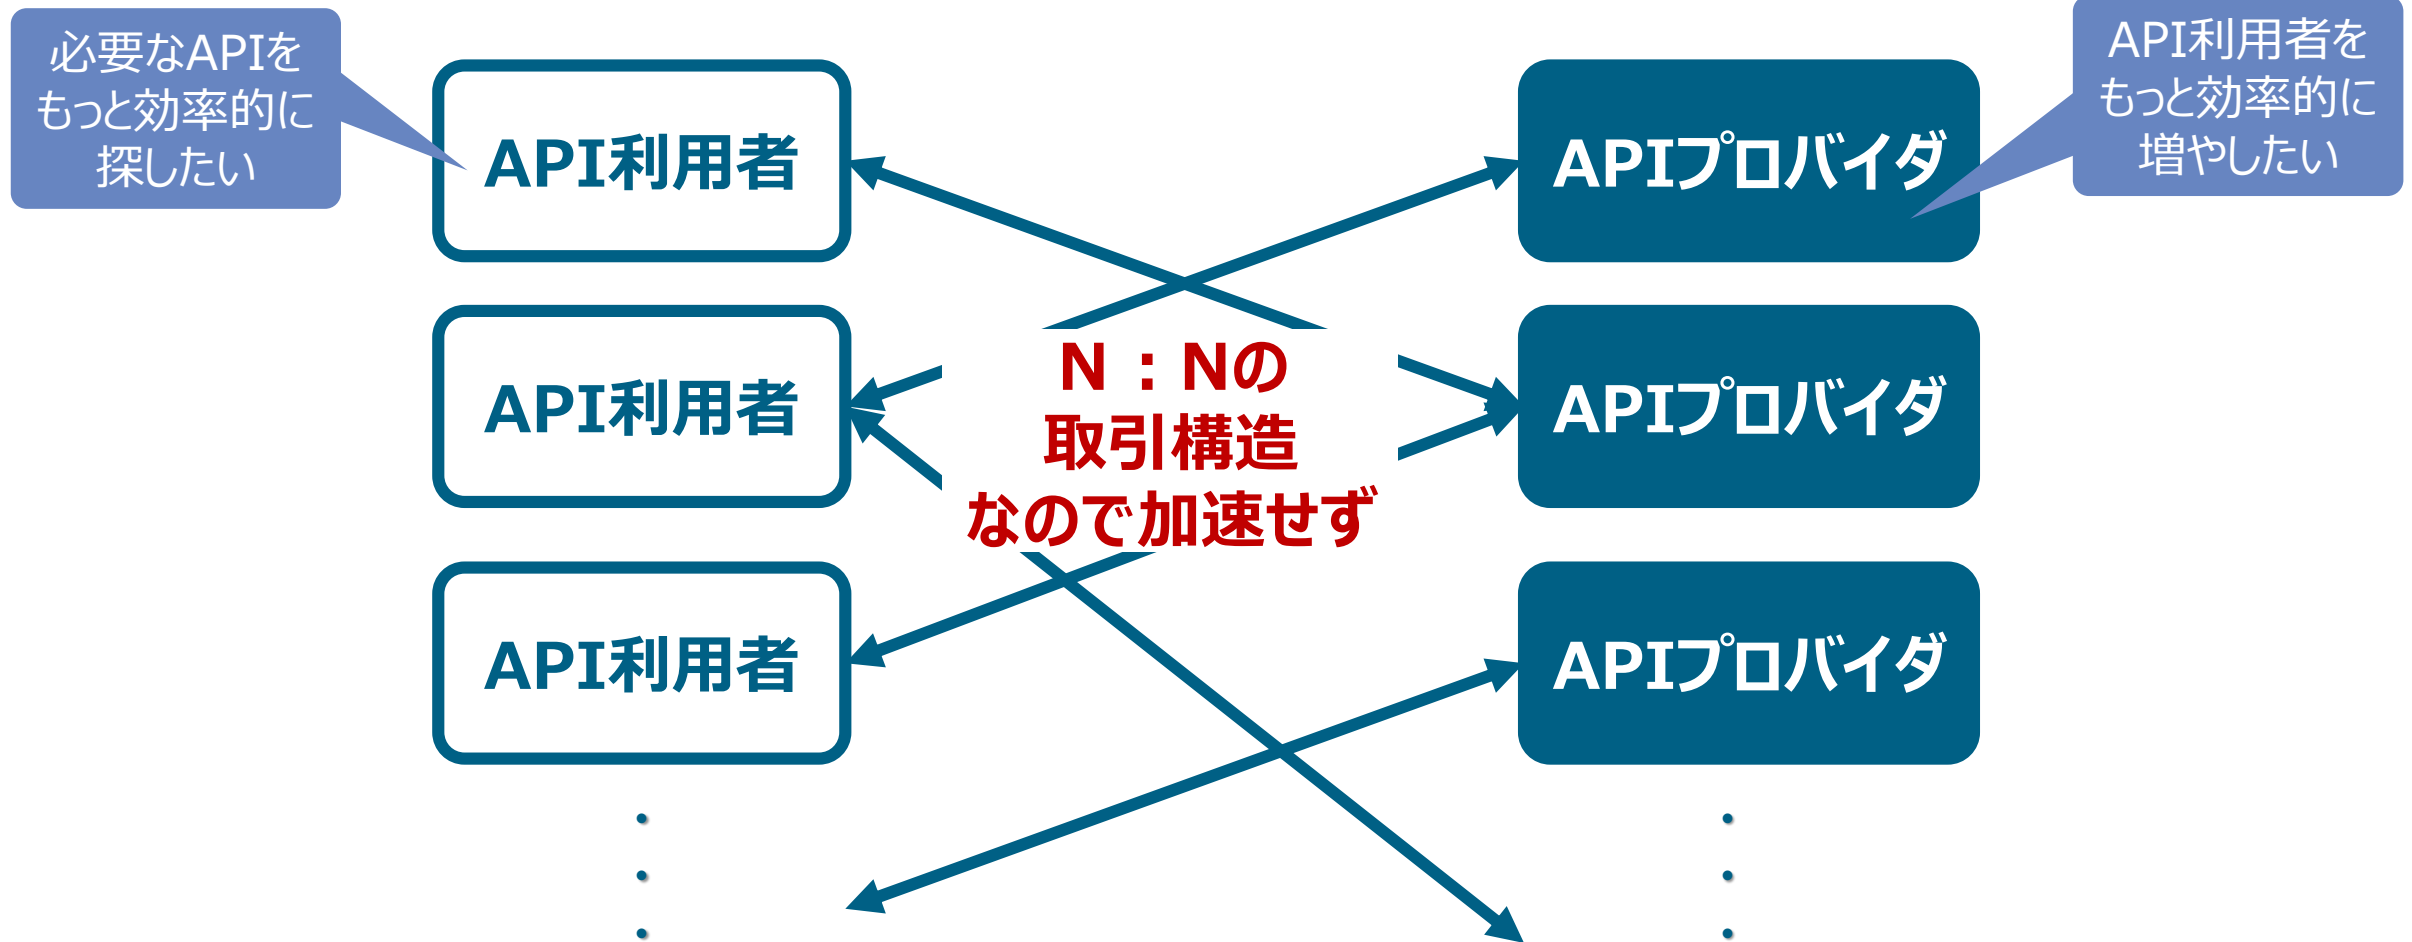 必要なAPIを
もっと効率的に
探したい
API利用者を
もっと効率的に
増やしたい
API利用者
APIプロバイダ
API利用者
APIプロバイダ
N：Nの
取引構造
なので加速せず
API利用者
APIプロバイダ